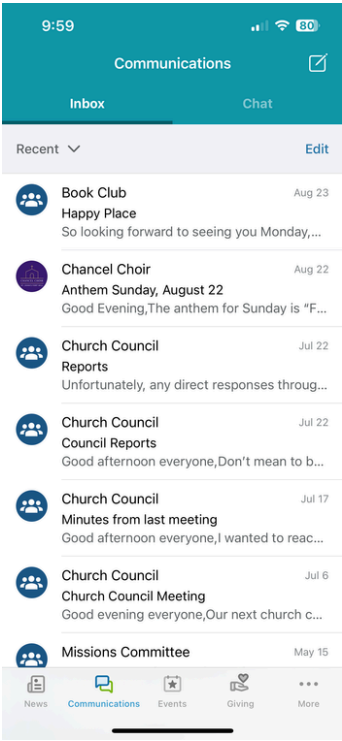 9:59
80
Communications
Inbox
Chat
Recent
Edit
Book Club
Aug 23
Happy Place
So looking forward to seeing you Monday,...
Chancel Choir
Aug 22
Anthem Sunday, August 22
Good Evening,The anthem for Sunday is “F...
Church Council
Jul 22
Reports
Unfortunately, any direct responses throug...
Church Council
Jul 22
Council Reports
Good afternoon everyone,Don’t mean to b...
Church Council
Jul 17
Minutes from last meeting
Good afternoon everyone,I wanted to reac...
Church Council
Jul 6
Church Council Meeting
Good evening everyone,Our next church c...
Missions Committee
May 15
News
Communications
Events
Giving
More